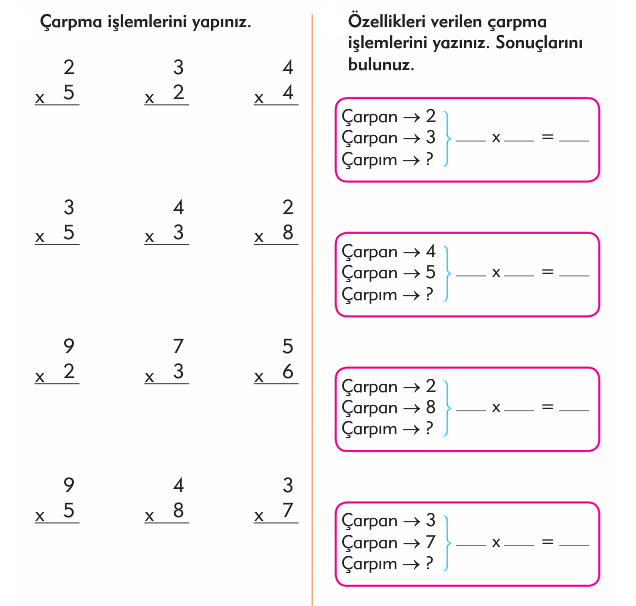 Çarpma işlemlerini yapınız.
2 3 4
x 5 x 2 x 4
3 4 2
x 5 x 3 x 8
9 7 5
x 2 x 3 x 6
9 4 3
x 5 x 8 x 7
Özellikleri verilen çarpma
işlemlerini yazınız. Sonuçlarını
bulunuz.
Çarpan → 2
Çarpan → 3 ___ x ___ = ___
Çarpım → ?
Çarpan → 4
Çarpan → 5 ___ x ___ = ___
Çarpım → ?
Çarpan → 2
Çarpan → 8 ___ x ___ = ___
Çarpım → ?
Çarpan → 3
Çarpan → 7 ___ x ___ = ___
Çarpım → ?